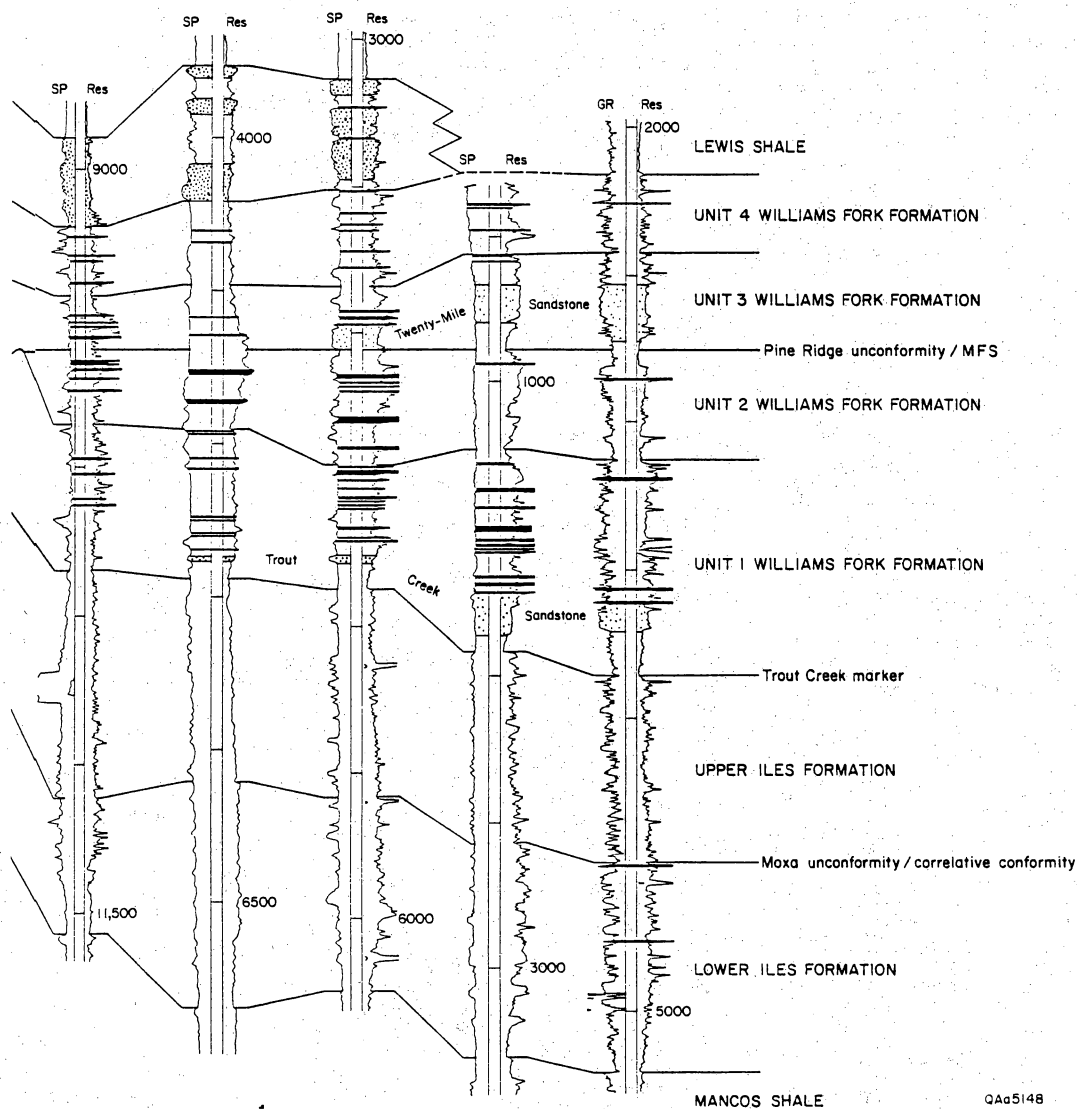 SP Res
3000
SP Res
SP Res
GR Res
2000
4000
LEWIS SHALE
9000
SP Res
UNIT 4 WILLIAMS FORK FORMATION
Sandstone
UNIT 3 WILLIAMS FORK FORMATION
Twenty-Mile
Pine Ridge unconformity / MFS
1000
UNIT 2 WILLIAMS FORK FORMATION
Trout
Creek
UNIT 1 WILLIAMS FORK FORMATION
Sandstone
Trout Creek marker
UPPER ILES FORMATION
Moxa unconformity / correlative conformity
11,500
6500
6000
3000
LOWER ILES FORMATION
5000
MANCOS SHALE
QAa5148